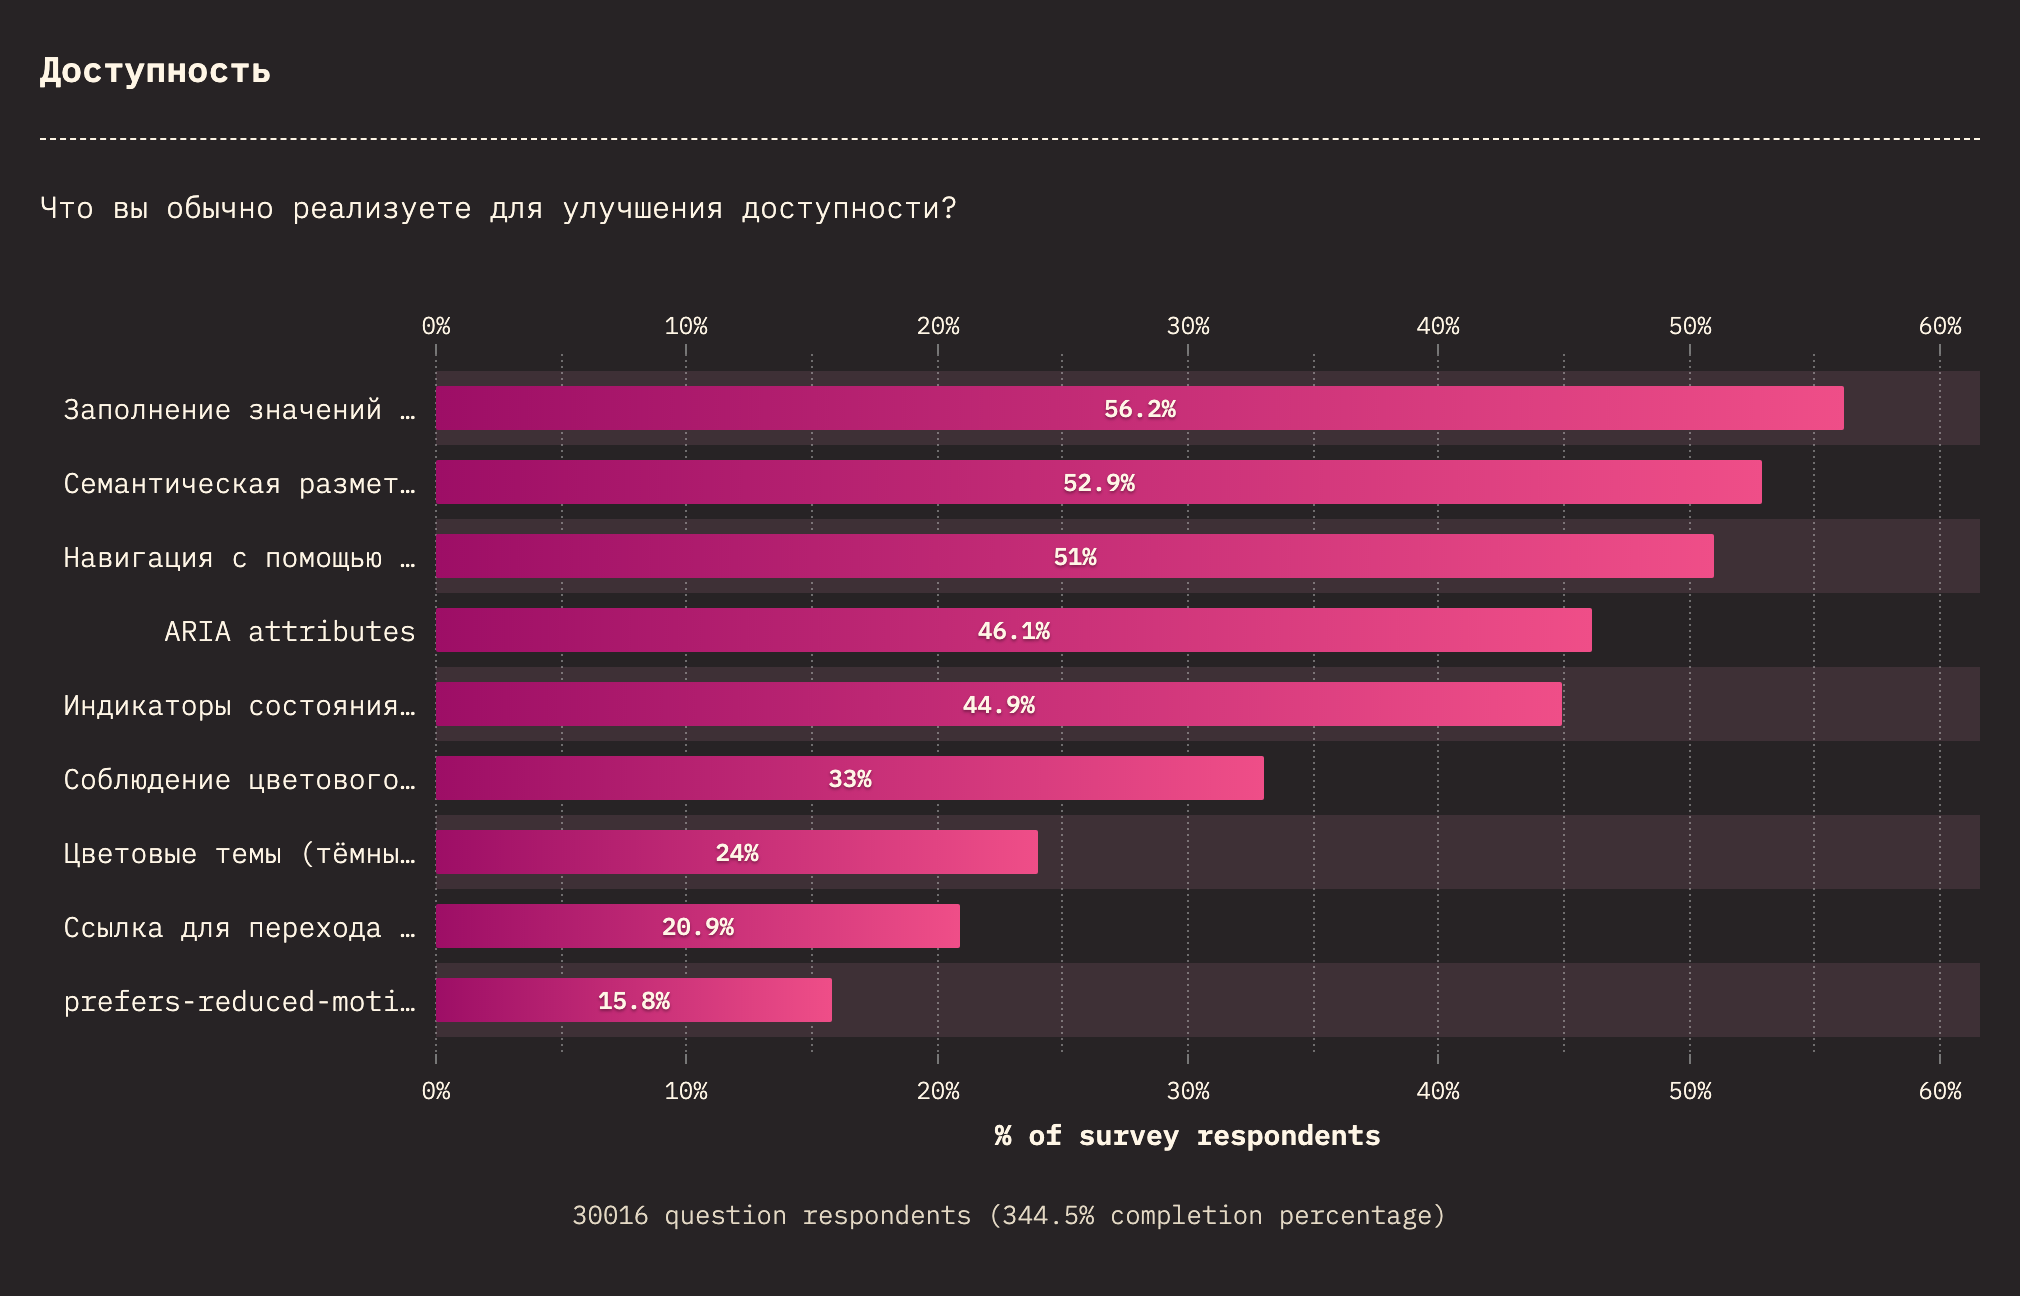 Доступность
Что вы обычно реализуете для улучшения доступности?
0% 10% 20% 30% 40% 50% 60%
Заполнение значений … 56.2%
Семантическая размет… 52.9%
Навигация с помощью … 51%
ARIA attributes 46.1%
Индикаторы состояния… 44.9%
Соблюдение цветового… 33%
Цветовые темы (тёмны… 24%
Ссылка для перехода … 20.9%
prefers-reduced-moti… 15.8%
0% 10% 20% 30% 40% 50% 60%
% of survey respondents
30016 question respondents (344.5% completion percentage)